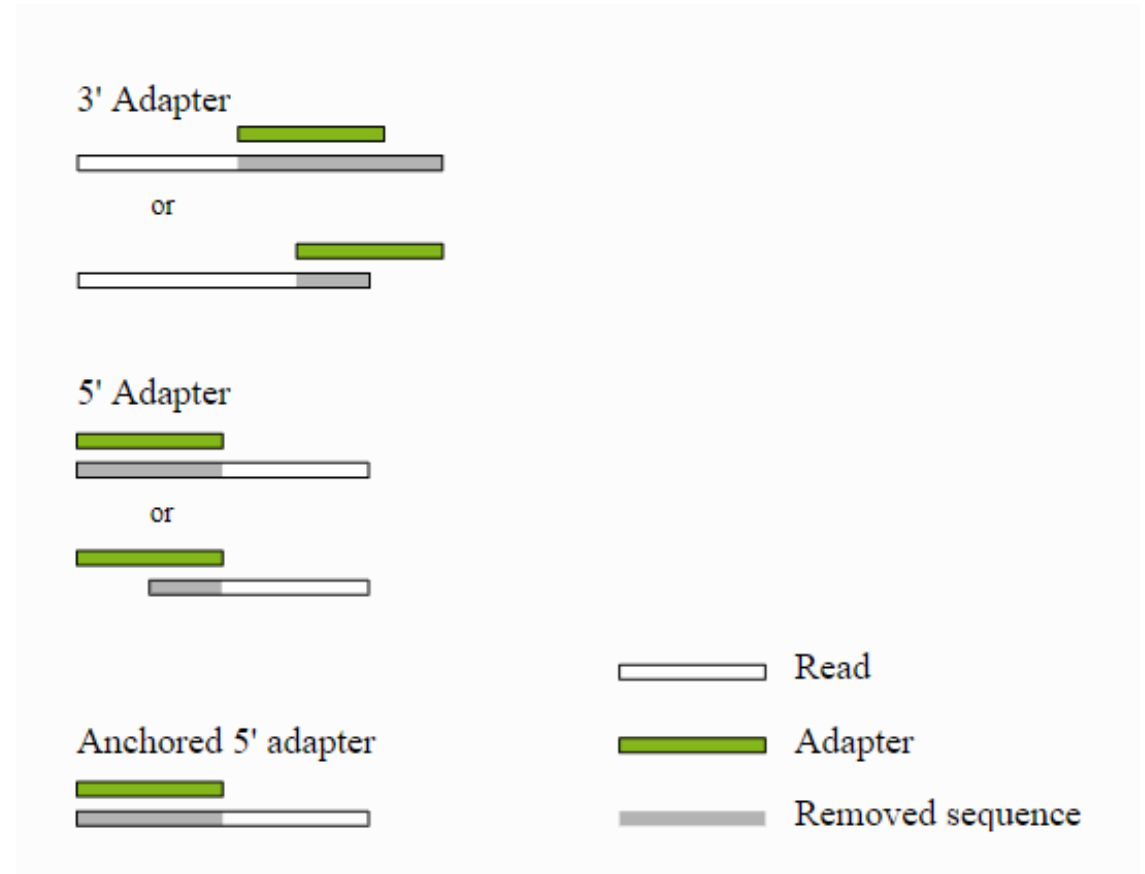 3' Adapter
or
5' Adapter
or
Read
Anchored 5' adapter
Adapter
Removed sequence